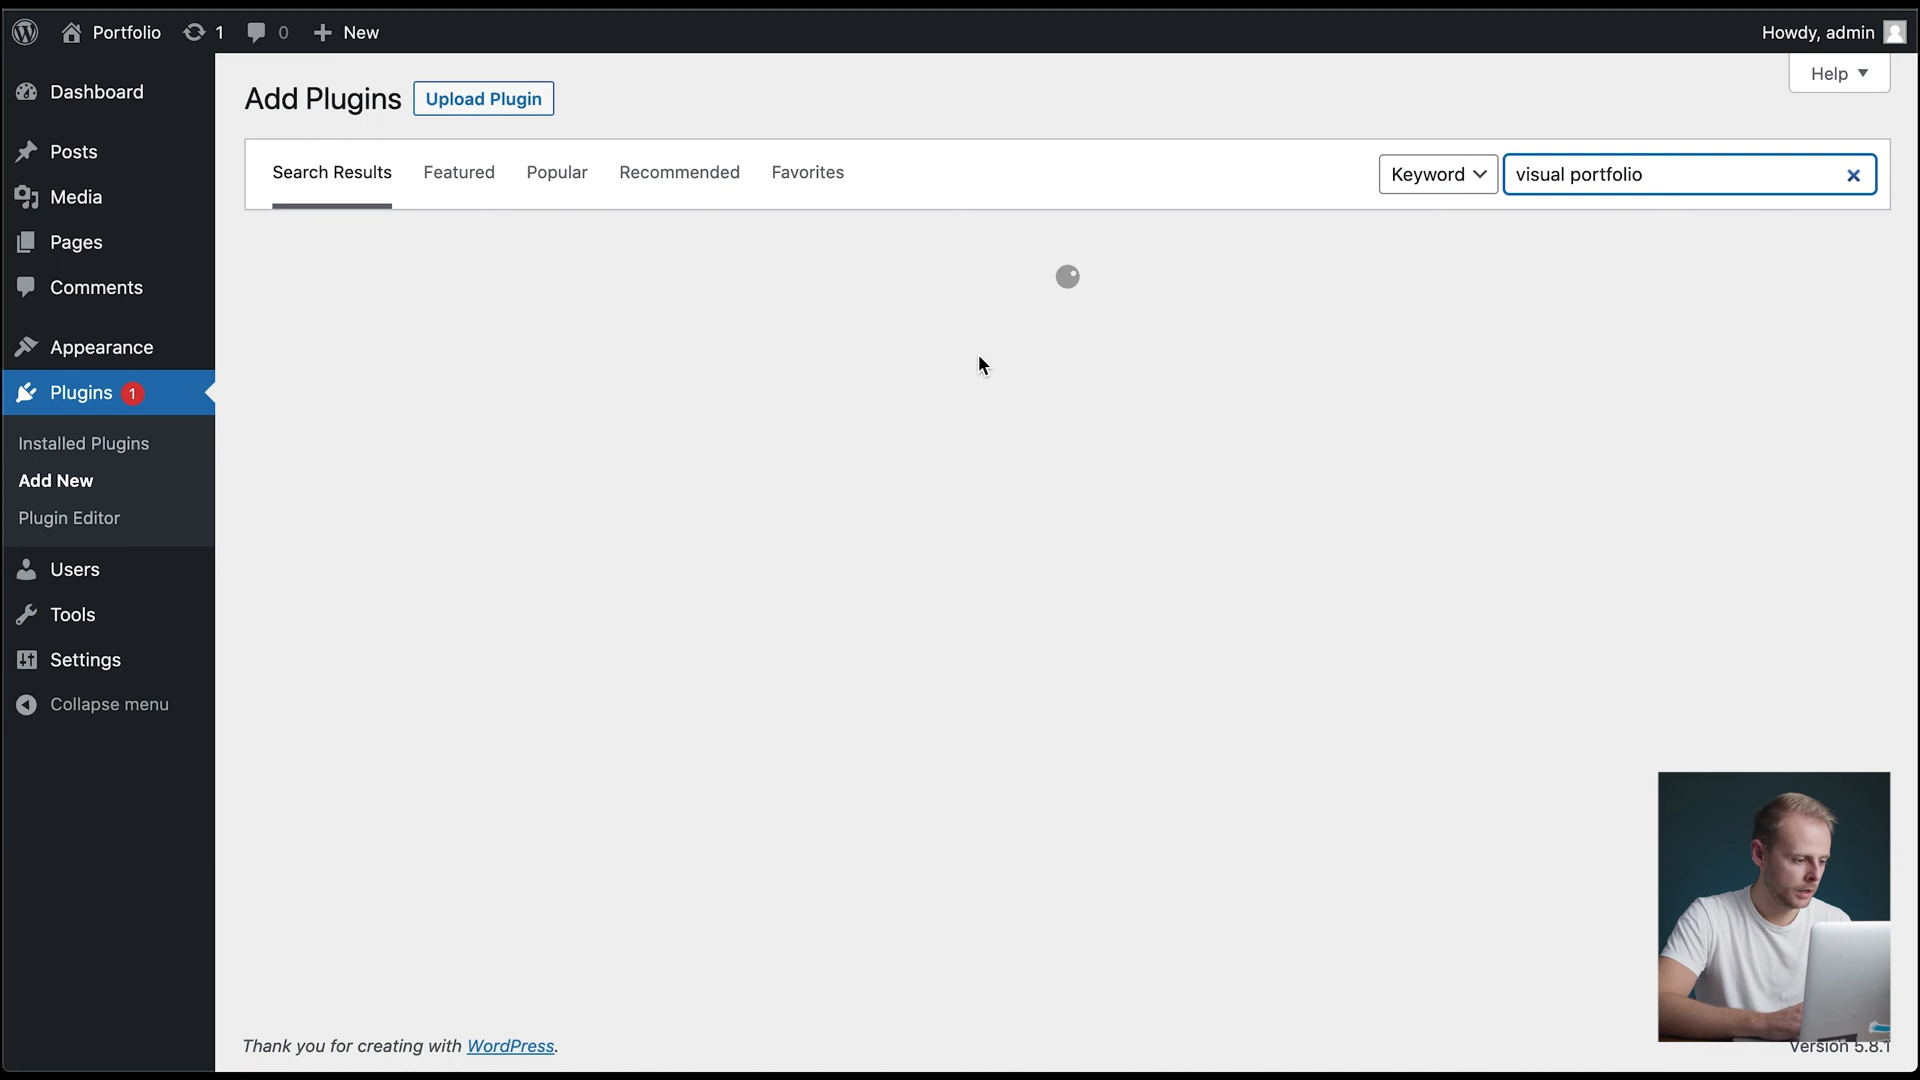 Portfolio
1
0
New
Howdy, admin
Help
Dashboard
Posts
Media
Pages
Comments
Appearance
Plugins 1
Installed Plugins
Add New
Plugin Editor
Users
Tools
Settings
Collapse menu
Add Plugins
Upload Plugin
Search Results
Featured
Popular
Recommended
Favorites
Keyword
visual portfolio
Thank you for creating with WordPress.
Version 5.8.1